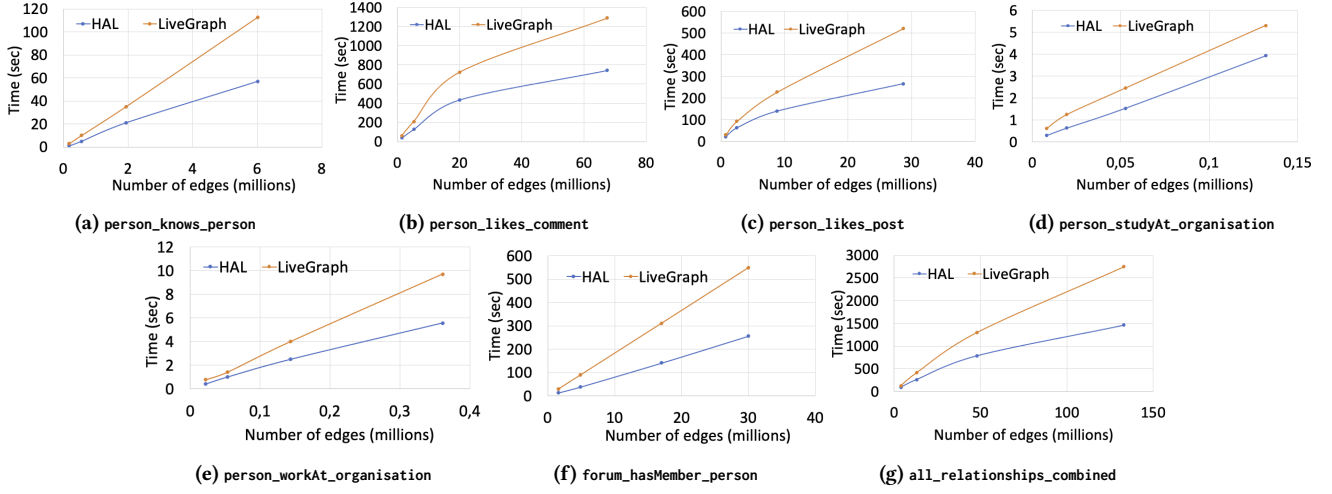 120
100
80
60
40
20
0
Time (sec)
HAL
LiveGraph
0
2
4
6
8
Number of edges (millions)
(a) person_knows_person
1400
1200
1000
800
600
400
200
0
Time (sec)
HAL
LiveGraph
0
20
40
60
80
Number of edges (millions)
(b) person_likes_comment
600
500
400
300
200
100
0
Time (sec)
HAL
LiveGraph
0
10
20
30
40
Number of edges (millions)
(c) person_likes_post
6
5
4
3
2
1
0
Time (sec)
HAL
LiveGraph
0
0,05
0,1
0,15
Number of edges (millions)
(d) person_studyAt_organisation
12
10
8
6
4
2
0
Time (sec)
HAL
LiveGraph
0
0,1
0,2
0,3
0,4
Number of edges (millions)
(e) person_workAt_organisation
600
500
400
300
200
100
0
Time (sec)
HAL
LiveGraph
0
10
20
30
40
Number of edges (millions)
(f) forum_hasMember_person
3000
2500
2000
1500
1000
500
0
Time (sec)
HAL
LiveGraph
0
50
100
150
Number of edges (millions)
(g) all_relationships_combined